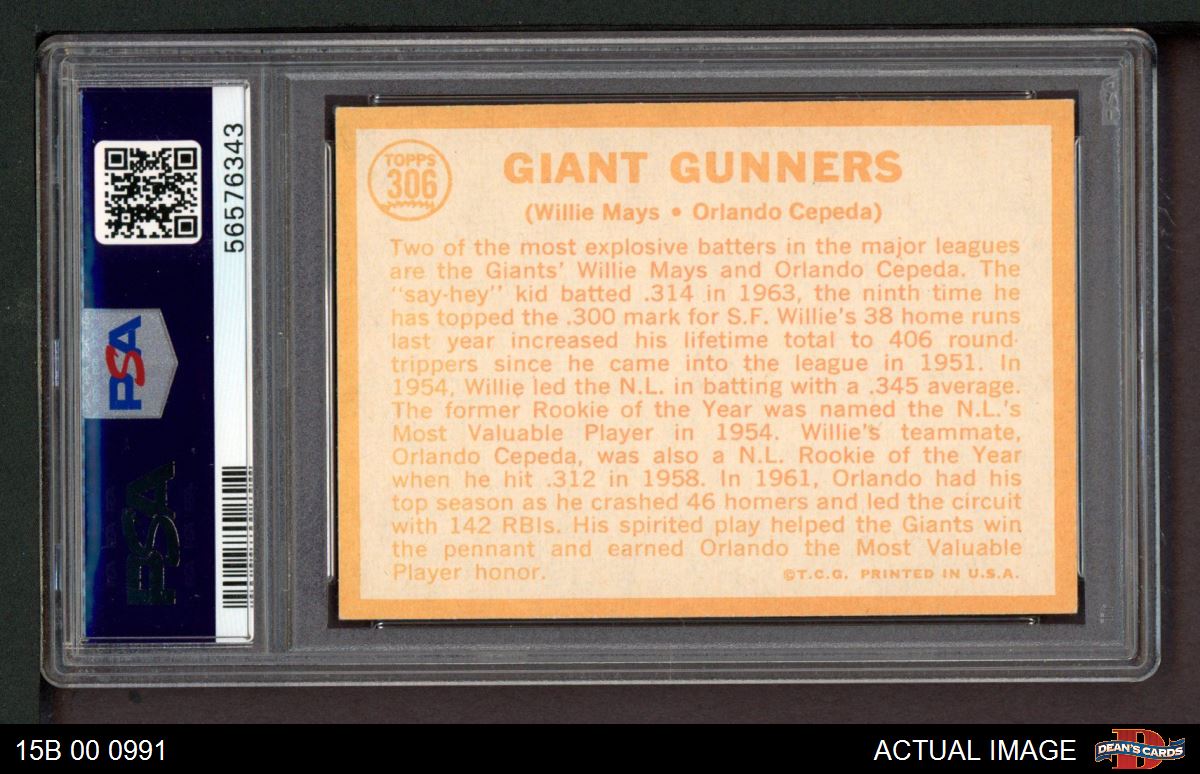 56576343
PSA
PSA
TOPPS
306
GIANT GUNNERS
(Willie Mays • Orlando Cepeda)
Two of the most explosive batters in the major leagues
are the Giants' Willie Mays and Orlando Cepeda. The
"say-hey" kid batted .314 in 1963, the ninth time he
has topped the .300 mark for S.F. Willie's 38 home runs
last year increased his lifetime total to 406 round-
trippers since he came into the league in 1951. In
1954, Willie led the N.L. in batting with a .345 average.
The former Rookie of the Year was named the N.L.'s
Most Valuable Player in 1954. Willie's teammate,
Orlando Cepeda, was also a N.L. Rookie of the Year
when he hit .312 in 1958. In 1961, Orlando had his
top season as he crashed 46 homers and led the circuit
with 142 RBIs. His spirited play helped the Giants win
the pennant and earned Orlando the Most Valuable
Player honor.
©T.C.G. PRINTED IN U.S.A.
15B 00 0991
ACTUAL IMAGE
DEAN'S CARDS